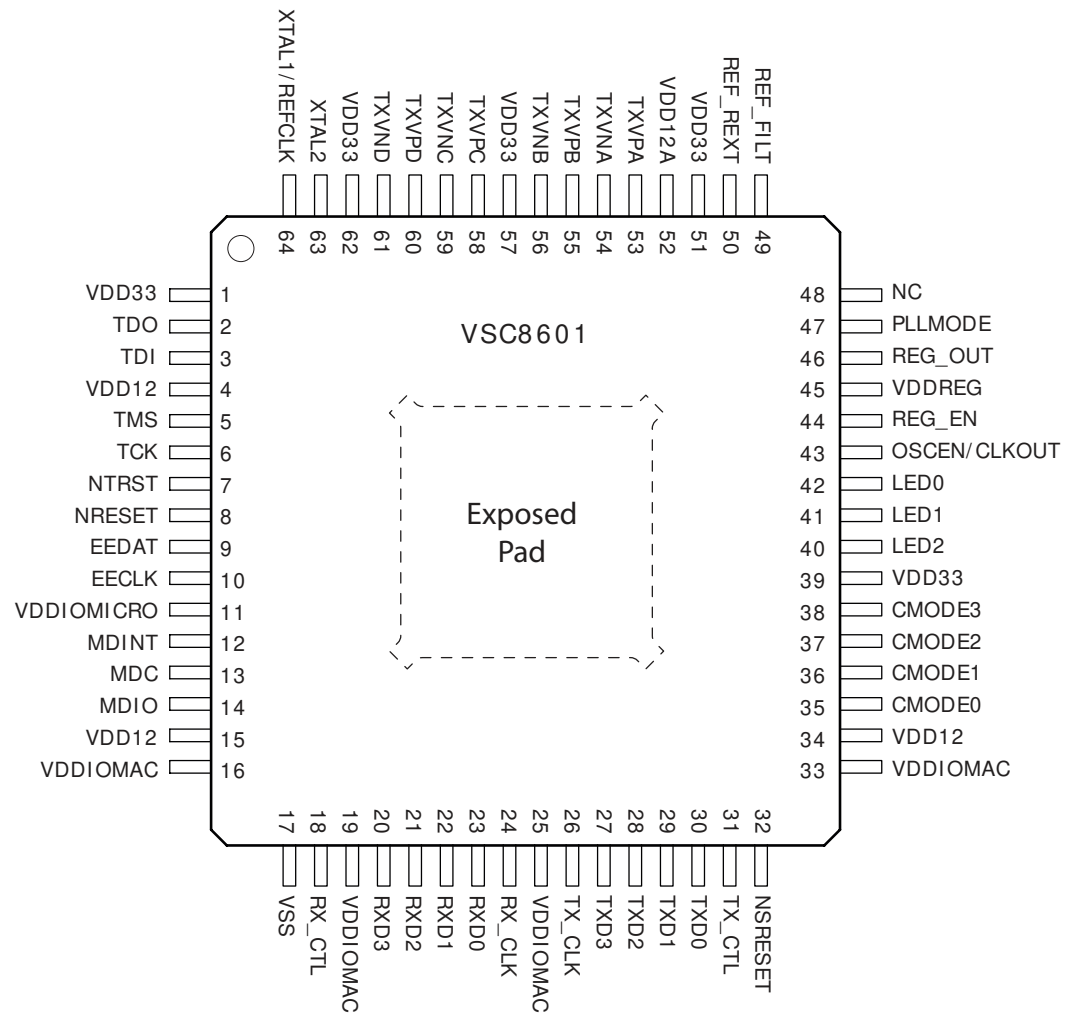 XTAL1/REFCLK
XTAL2
VDD33
TXVND
TXVPD
TXVNC
TXVPC
VDD33
TXVNB
TXVPB
TXVNA
TXVPA
VDD12A
VDD33
REF_REXT
REF_FILT
64 63 62 61 60 59 58 57 56 55 54 53 52 51 50 49
VSC8601
Exposed
Pad
VDD33 1
TDO 2
TDI 3
VDD12 4
TMS 5
TCK 6
NTRST 7
NRESET 8
EEDAT 9
EECLK 10
VDDIOMICRO 11
MDINT 12
MDC 13
MDIO 14
VDD12 15
VDDIOMAC 16
48 NC
47 PLLMODE
46 REG_OUT
45 VDDREG
44 REG_EN
43 OSCEN/CLKOUT
42 LED0
41 LED1
40 LED2
39 VDD33
38 CMODE3
37 CMODE2
36 CMODE1
35 CMODE0
34 VDD12
33 VDDIOMAC
17 18 19 20 21 22 23 24 25 26 27 28 29 30 31 32
VSS
RX_CTL
VDDIOMAC
RXD3
RXD2
RXD1
RXD0
RX_CLK
VDDIOMAC
TX_CLK
TXD3
TXD2
TXD1
TXD0
TX_CTL
NSRESET